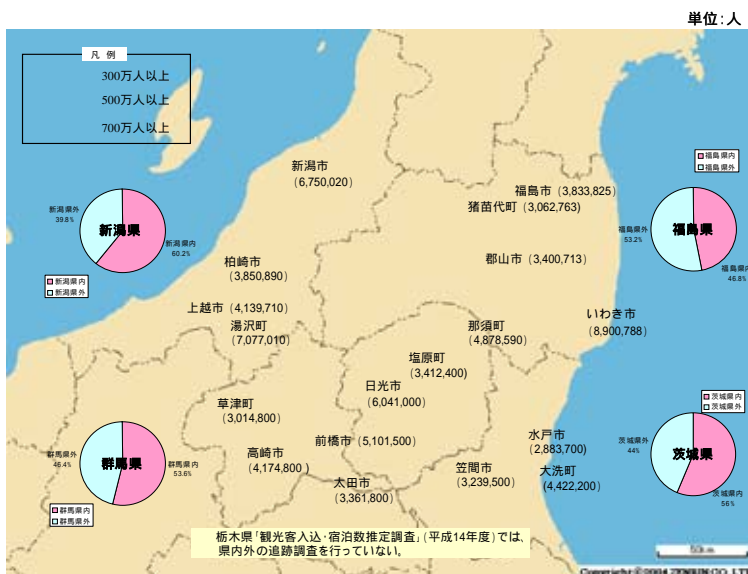 単位：人
凡 例
300万人以上
500万人以上
700万人以上
新潟市
(6,750,020)
福島市 (3,833,825)
猪苗代町 (3,062,763)
郡山市 (3,400,713)
柏崎市
(3,850,890)
上越市 (4,139,710)
湯沢町
(7,077,010)
那須町
(4,878,590)
いわき市
(8,900,788)
塩原町
(3,412,400)
日光市
(6,041,000)
草津町
(3,014,800)
前橋市 (5,101,500)
高崎市
(4,174,800)
太田市
(3,361,800)
水戸市
(2,883,700)
笠間市
(3,239,500)
大洗町
(4,422,200)
新潟県外
39.8%
新潟県
新潟県内
60.2%
新潟県内
新潟県外
福島県内
福島県外
福島県外
53.2%
福島県
福島県内
46.8%
群馬県外
46.4%
群馬県
群馬県内
53.6%
群馬県内
群馬県外
茨城県内
茨城県外
茨城県外
44%
茨城県
茨城県内
56%
栃木県「観光客入込・宿泊数推定調査」(平成14年度)では、
県内外の追跡調査を行っていない。
50km
Copyright © 2004 ZENRIN CO., LTD